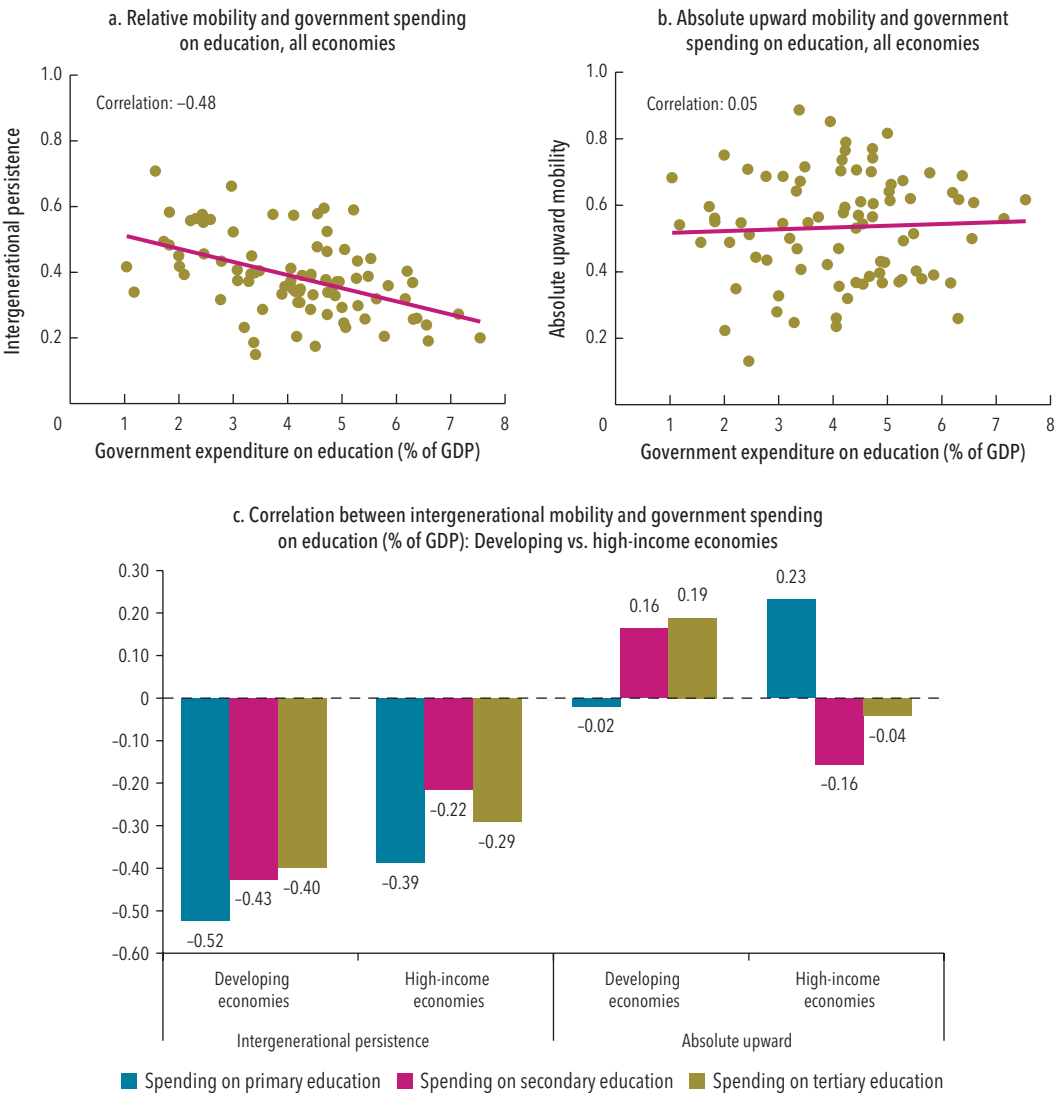 a. Relative mobility and government spending
on education, all economies
1.0
0.8
0.6
0.4
0.2
Correlation: –0.48
Intergenerational persistence
0 1 2 3 4 5 6 7 8
Government expenditure on education (% of GDP)
b. Absolute upward mobility and government
spending on education, all economies
1.0
0.8
0.6
0.4
0.2
Correlation: 0.05
Absolute upward mobility
0 1 2 3 4 5 6 7 8
Government expenditure on education (% of GDP)
c. Correlation between intergenerational mobility and government spending
on education (% of GDP): Developing vs. high-income economies
0.30
0.20
0.10
0
–0.10
–0.20
–0.30
–0.40
–0.50
–0.60
–0.52
–0.43
–0.40
–0.39
–0.22
–0.29
–0.02
0.16
0.19
0.23
–0.16
–0.04
Developing
economies
High-income
economies
Developing
economies
High-income
economies
Intergenerational persistence
Absolute upward
Spending on primary education
Spending on secondary education
Spending on tertiary education